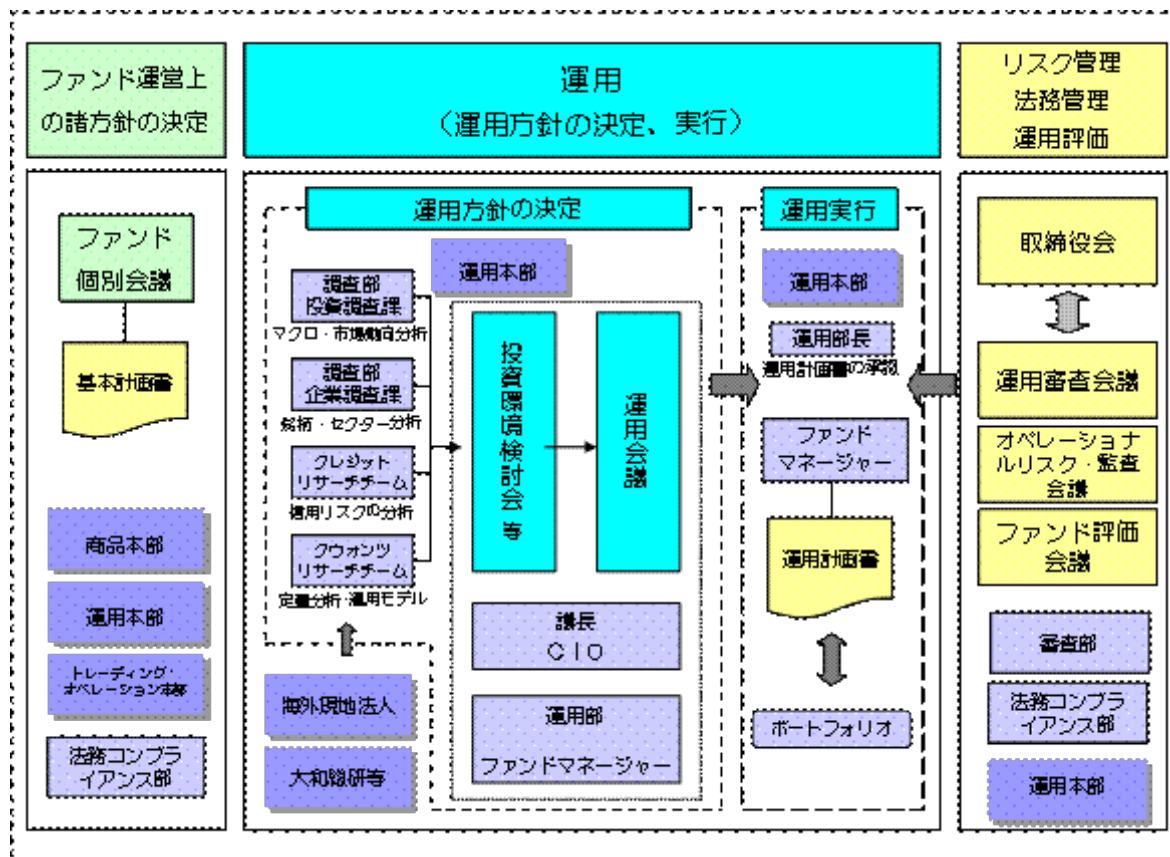 ファンド運営上
の諸方針の決定
運用
（運用方針の決定、実行）
リスク管理
法務管理
運用評価
ファンド
個別会議
基本計画書
商品本部
運用本部
トレーディング・
オペレーション本部
法務コンプラ
イアンス部
運用方針の決定
運用本部
調査部
投資調査課
マクロ・市場動向分析
調査部
企業調査課
銘柄・セクター分析
クレジット
リサーチチーム
信用リスクの分析
クウォンツ
リサーチチーム
定量分析・運用モデル
海外現地法人
大和総研等
投資環境検討会 等
運用会議
議長
ＣＩＯ
運用部
ファンドマネージャー
運用実行
運用本部
運用部長
運用計画書の承認
ファンド
マネージャー
運用計画書
ポートフォリオ
取締役会
運用審査会議
オペレーショナ
ルリスク・監査
会議
ファンド評価
会議
審査部
法務コンプラ
イアンス部
運用本部